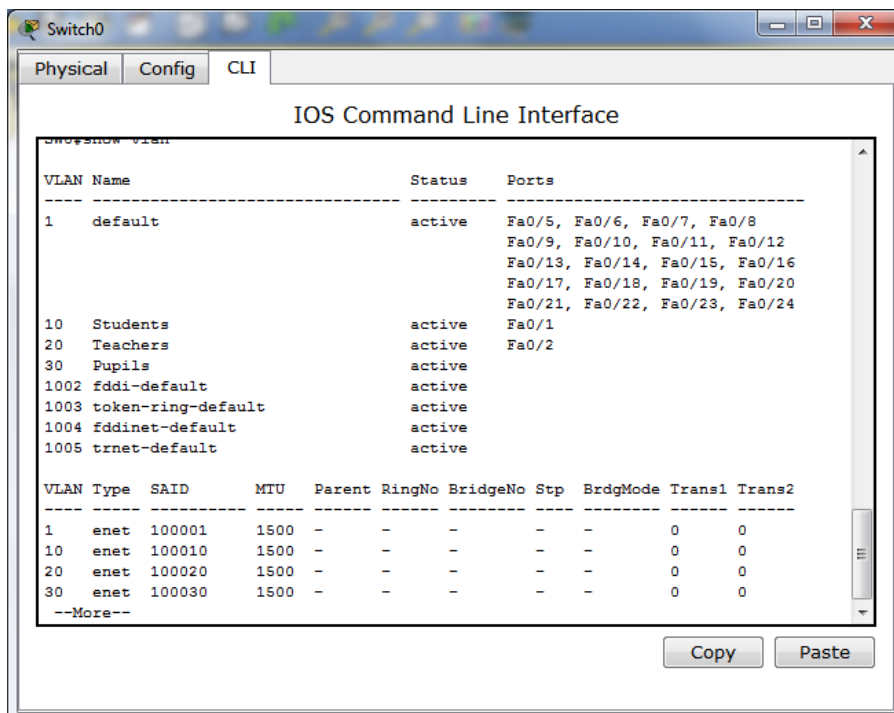 Switch0
Physical Config CLI
IOS Command Line Interface
SW0#show vlan
VLAN Name Status Ports
---- -------------------------------- --------- -------------------------------
1 default active Fa0/5, Fa0/6, Fa0/7, Fa0/8
Fa0/9, Fa0/10, Fa0/11, Fa0/12
Fa0/13, Fa0/14, Fa0/15, Fa0/16
Fa0/17, Fa0/18, Fa0/19, Fa0/20
Fa0/21, Fa0/22, Fa0/23, Fa0/24
10 Students active Fa0/1
20 Teachers active Fa0/2
30 Pupils active
1002 fddi-default active
1003 token-ring-default active
1004 fddinet-default active
1005 trnet-default active
VLAN Type SAID MTU Parent RingNo BridgeNo Stp BrdgMode Trans1 Trans2
---- ----- ---------- ----- ------ ------ -------- ---- -------- ------ ------
1 enet 100001 1500 - - - - - 0 0
10 enet 100010 1500 - - - - - 0 0
20 enet 100020 1500 - - - - - 0 0
30 enet 100030 1500 - - - - - 0 0
--More--
Copy Paste